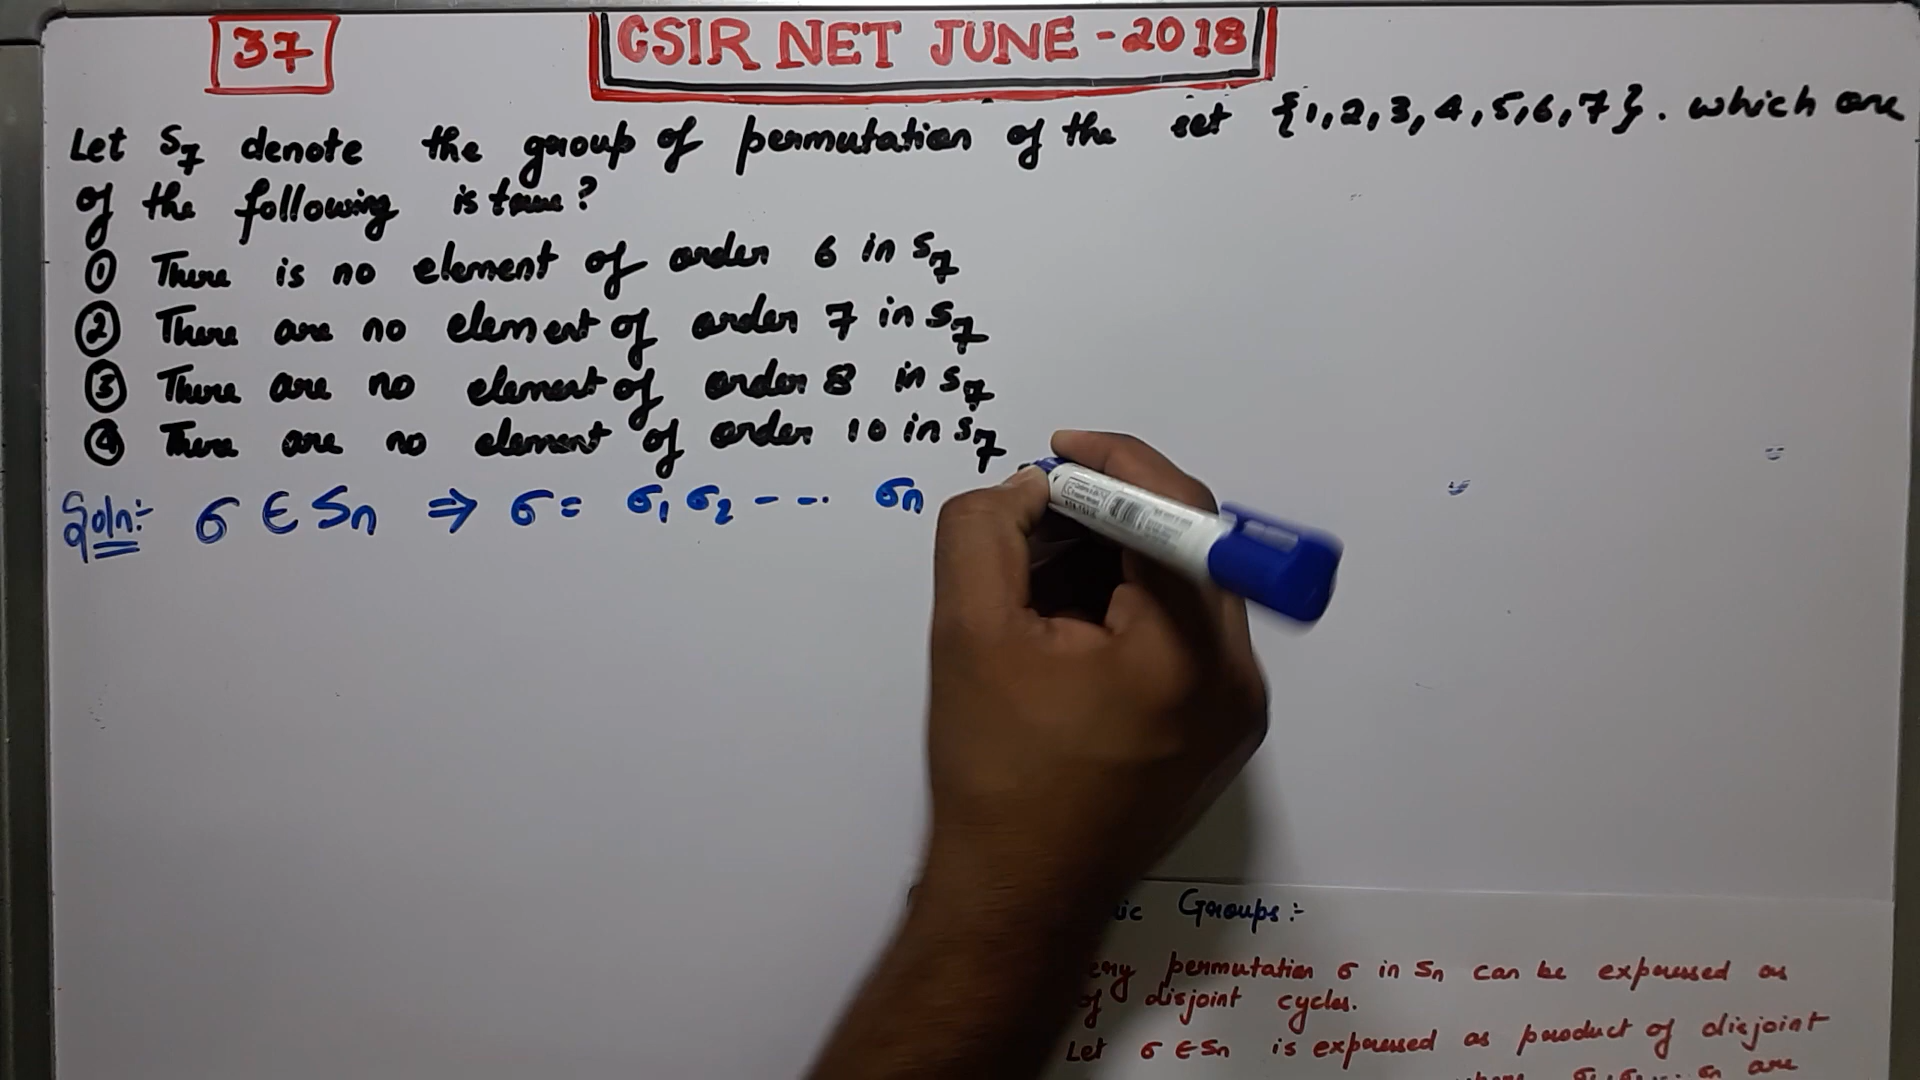 37
CSIR NET JUNE - 2018
Let S7 denote the group of permutation of the set {1,2,3,4,5,6,7}. which are
of the following is true?
① There is no element of order 6 in S7
② There are no element of order 7 in S7
③ There are no element of order 8 in S7
④ There are no element of order 10 in S7
Soln:- σ ∈ Sn ⇒ σ = σ1 σ2 - - -. σn
Groups:-
permutation σ in Sn can be expressed as
of disjoint cycles.
Let σ ∈ Sn is expressed as product of disjoint
are